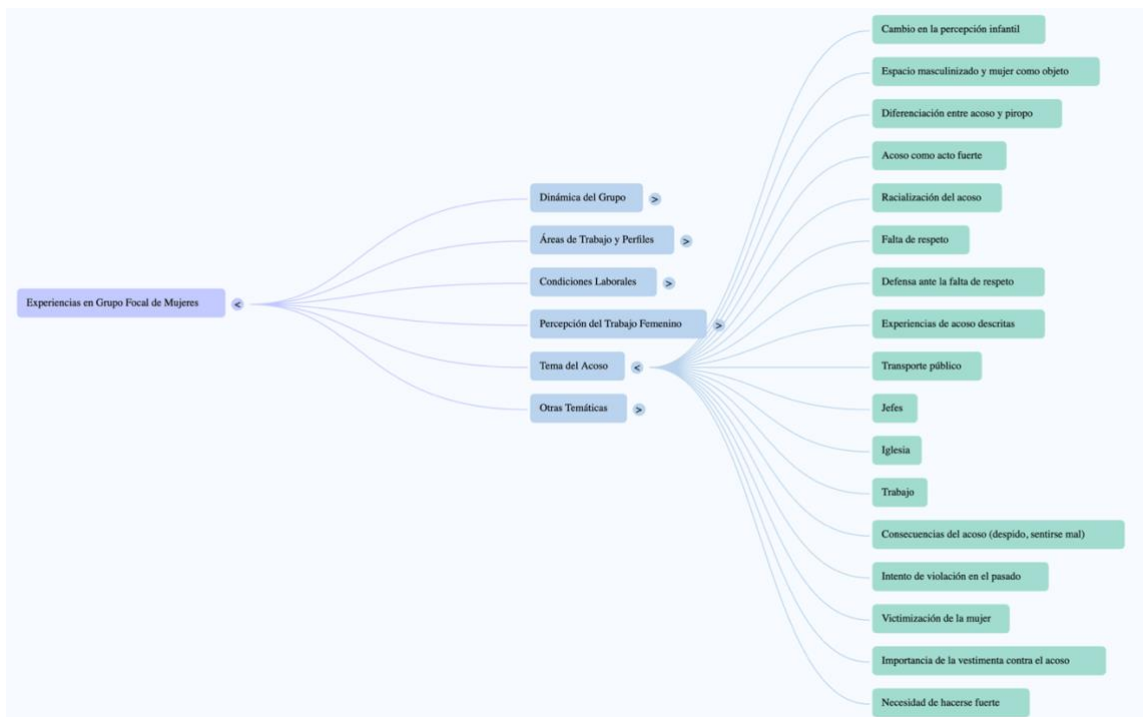 Experiencias en Grupo Focal de Mujeres <
Dinámica del Grupo >
Áreas de Trabajo y Perfiles >
Condiciones Laborales >
Percepción del Trabajo Femenino >
Tema del Acoso <
Otras Temáticas >
Cambio en la percepción infantil
Espacio masculinizado y mujer como objeto
Diferenciación entre acoso y piropo
Acoso como acto fuerte
Racialización del acoso
Falta de respeto
Defensa ante la falta de respeto
Experiencias de acoso descritas
Transporte público
Jefes
Iglesia
Trabajo
Consecuencias del acoso (despido, sentirse mal)
Intento de violación en el pasado
Victimización de la mujer
Importancia de la vestimenta contra el acoso
Necesidad de hacerse fuerte